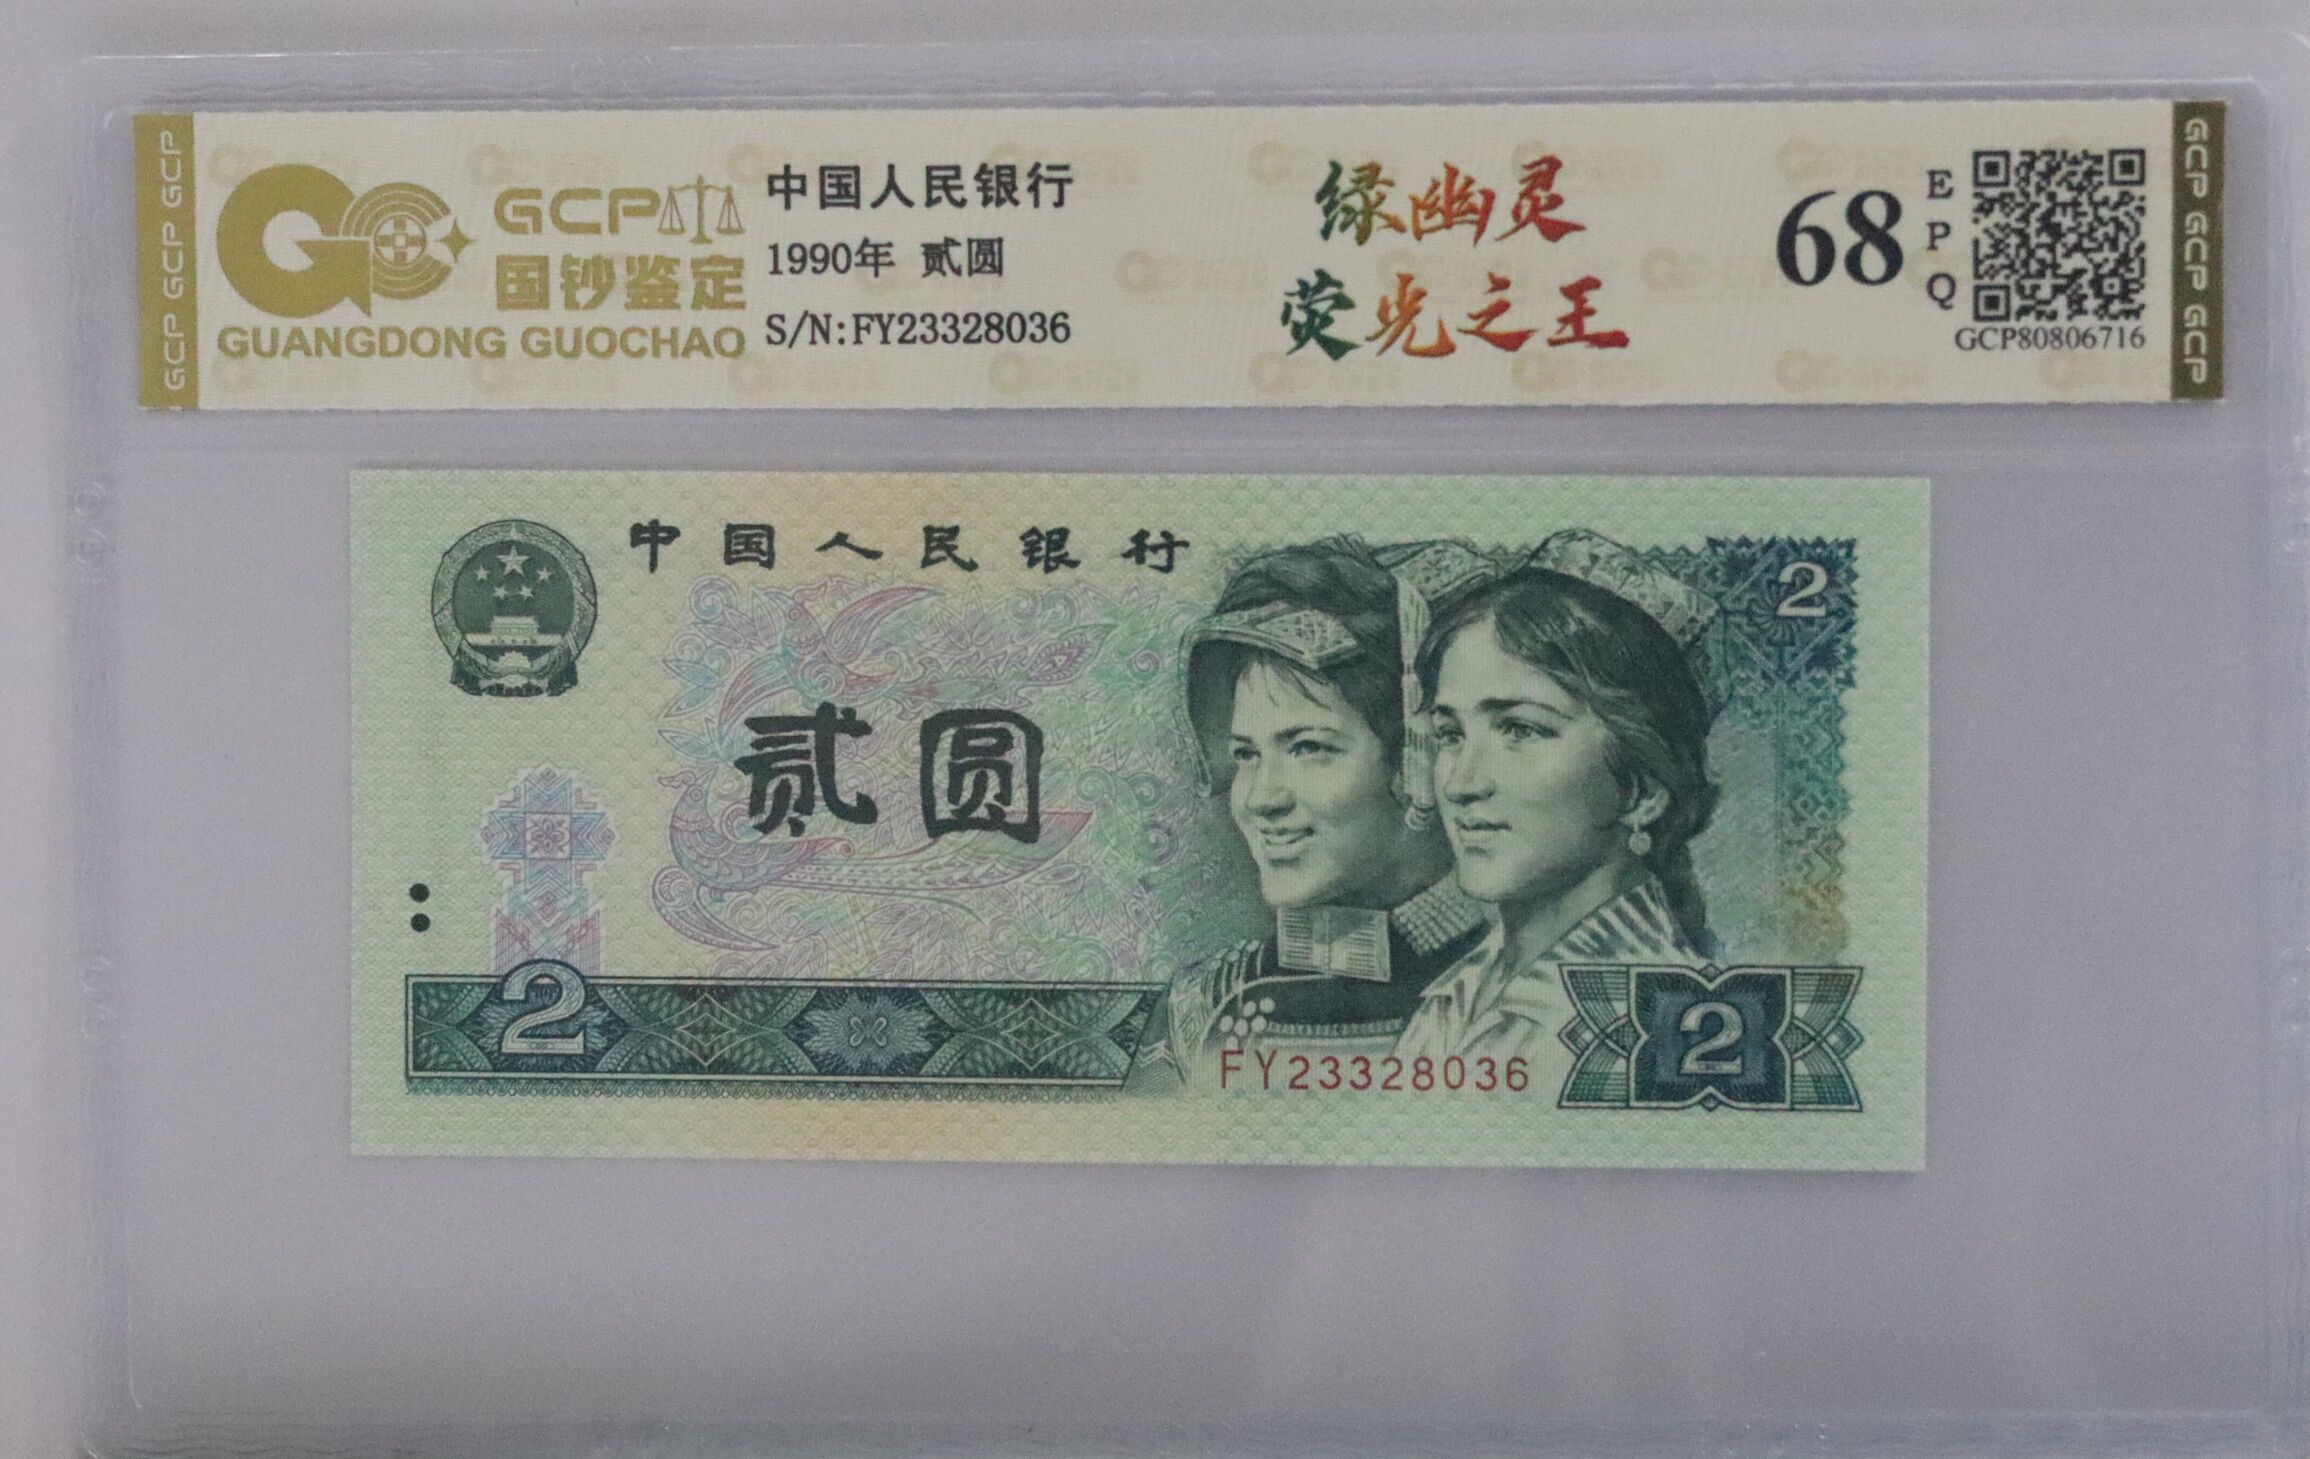 GCP GCP GCP
GCP
国钞鉴定
GUANGDONG GUOCHAO
中国人民银行
1990年 贰圆
S/N:FY23328036
绿幽灵
荧光之王
68
EPQ
GCP80806716
GCP GCP GCP
中国人民银行
2
贰圆
2
FY23328036
2